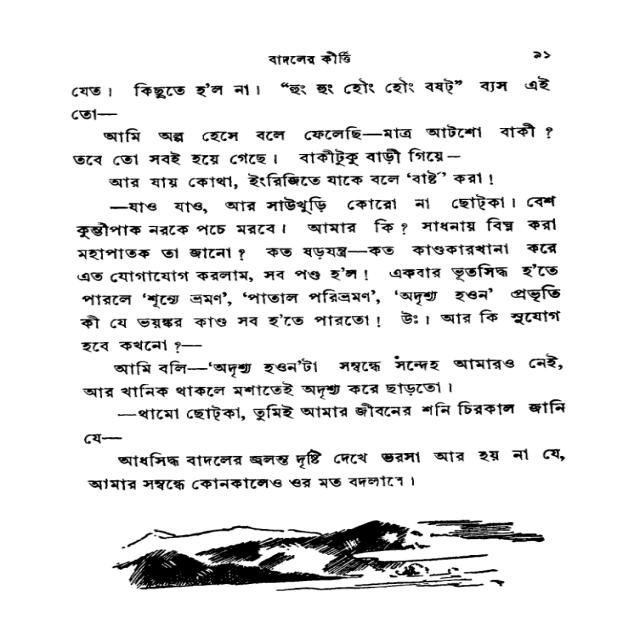 বাদলের কীর্ত্তি ৯১
যেত। কিছুতে হ’ল না। “হুং হুং হৌং হৌং বষট্” ব্যস এই
তো—
আমি অল্প হেসে বলে ফেলেছি—মাত্র আটশো বাকী ?
তবে তো সবই হয়ে গেছে। বাকীটুকু বাড়ী গিয়ে—
আর যায় কোথা, ইংরিজিতে যাকে বলে ‘বার্ষ্ট’ করা!
—যাও যাও, আর সাউখুড়ি কোরো না ছোট্‌কা। বেশ
কুম্ভীপাক নরকে পচে মরবে। আমার কি ? সাধনায় বিঘ্ন করা
মহাপাতক তা জানো ? কত ষড়যন্ত্র—কত কাণ্ডকারখানা করে
এত যোগাযোগ করলাম, সব পণ্ড হ’ল! একবার ভূতসিদ্ধ হ’তে
পারলে ‘শূন্যে ভ্রমণ’, ‘পাতাল পরিভ্রমণ’, ‘অদৃশ্য হওন’ প্রভৃতি
কী যে ভয়ঙ্কর কাণ্ড সব হ’তে পারতো! উঃ। আর কি সুযোগ
হবে কখনো ?—
আমি বলি—‘অদৃশ্য হওন’টা সম্বন্ধে সন্দেহ আমারও নেই,
আর খানিক থাকলে মশাতেই অদৃশ্য করে ছাড়তো।
—থামো ছোট্‌কা, তুমিই আমার জীবনের শনি চিরকাল জানি
যে—
আধসিদ্ধ বাদলের জ্বলন্ত দৃষ্টি দেখে ভরসা আর হয় না যে,
আমার সম্বন্ধে কোনকালেও ওর মত বদলাবে।